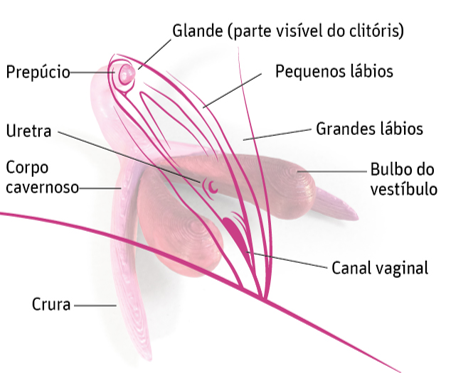 Glande (parte visível do clitóris)
Prepúcio
Pequenos lábios
Uretra
Grandes lábios
Corpo
cavernoso
Bulbo do
vestíbulo
Canal vaginal
Crura